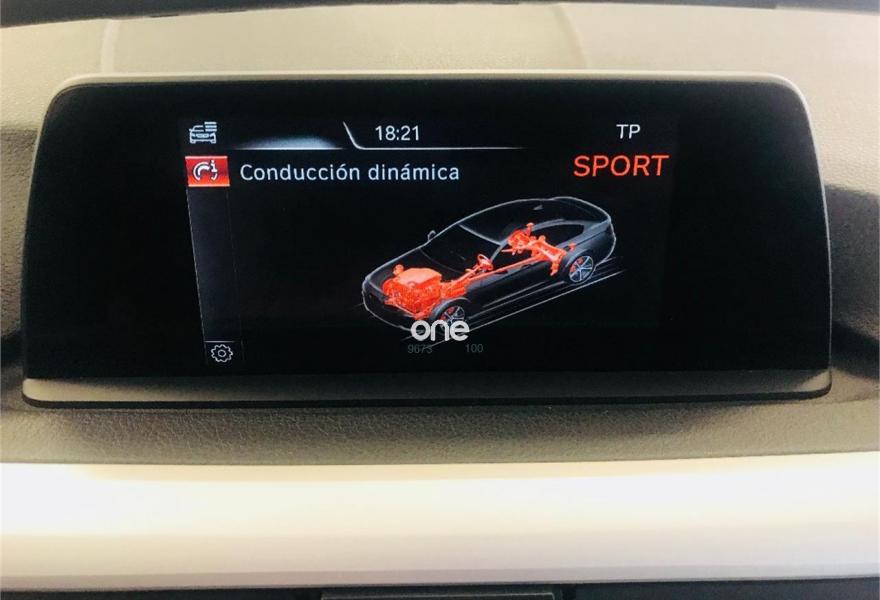 18:21
TP
Conducción dinámica
SPORT
one
9673 100